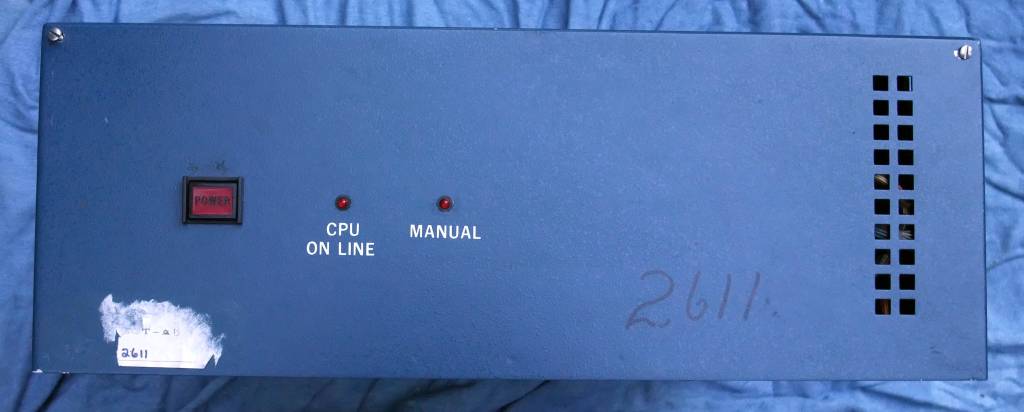 POWER
CPU
ON LINE
MANUAL
2611
2611